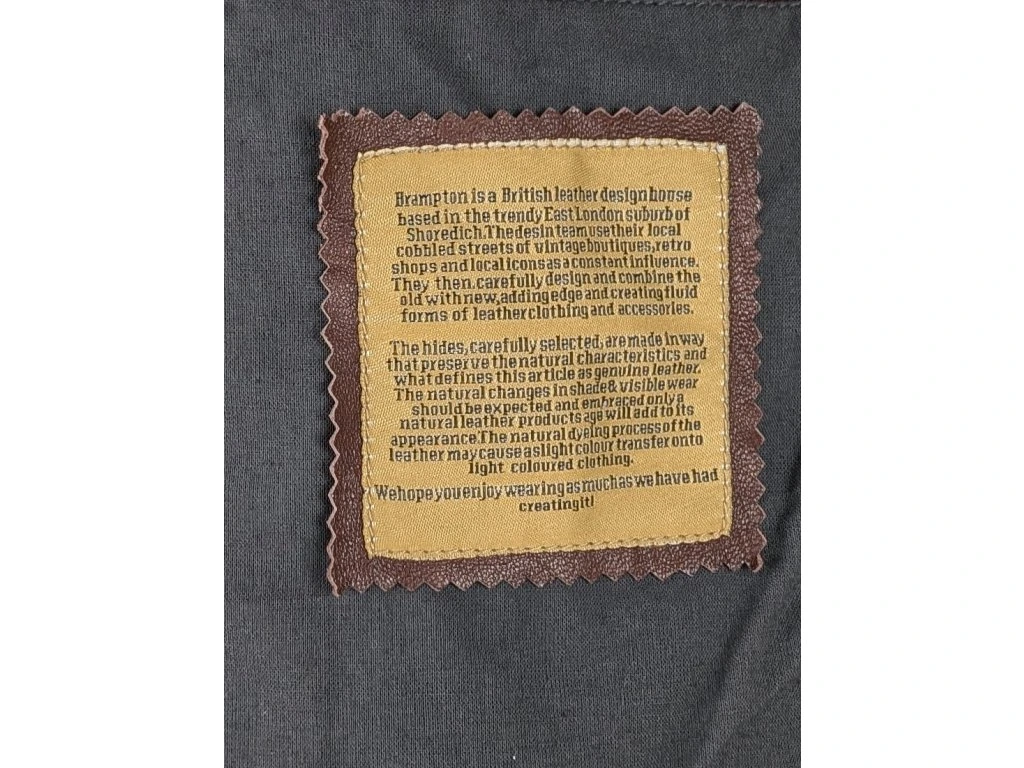 Brampton is a British leather design house
based in the trendy East London suburb of
Shoredich.The desin team use their local
cobbled streets of vintage boutiques,retro
shops and local icons as a constant influence.
They then carefully design and combine the
old with new,adding edge and creating fluid
forms of leather clothing and accessories.
The hides,carefully selected,are made in way
that preserve the natural characteristics and
what defines this article as genuine leather.
The natural changes in shade& visible wear
should be expected and embraced only a
natural leather products age will add to its
appearance.The natural dyeing process of the
leather may cause a slight colour transfer onto
light coloured clothing.
We hope you enjoy wearing as much as we have had
creating it!